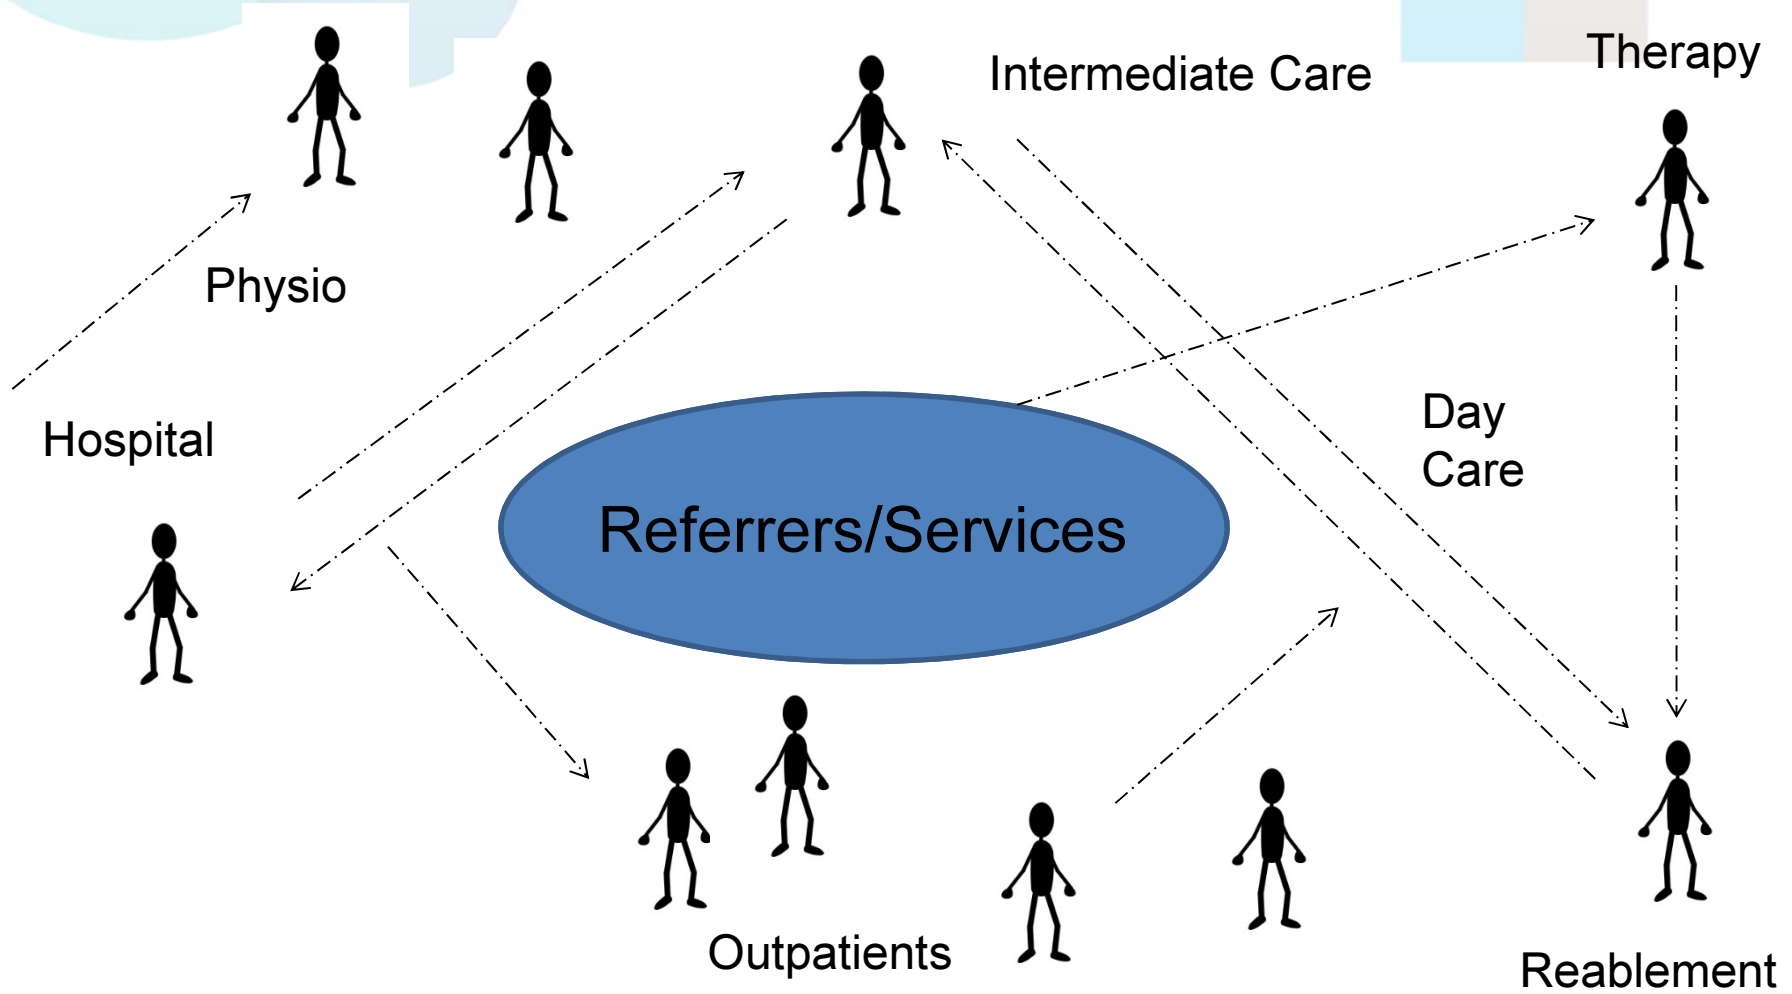 Therapy
Intermediate Care
Physio
Hospital
Day
Care
Referrers/Services
Outpatients
Reablement